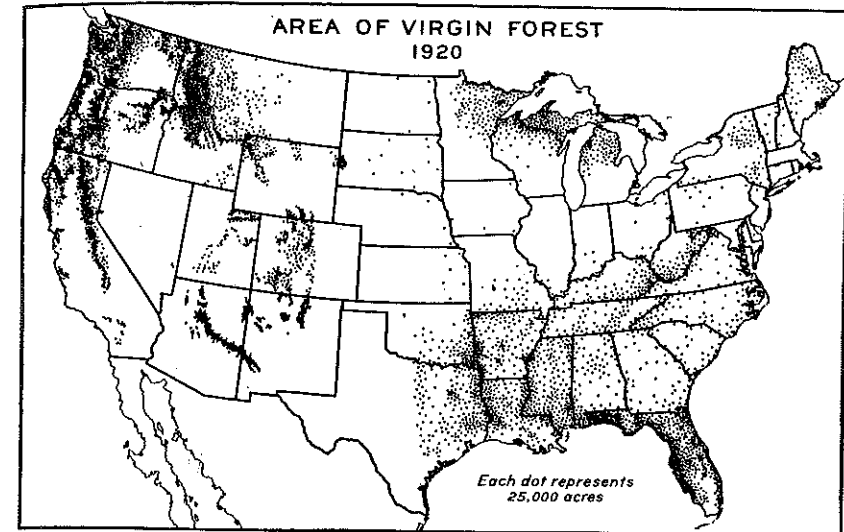 AREA OF VIRGIN FOREST
1920
Each dot represents
25,000 acres